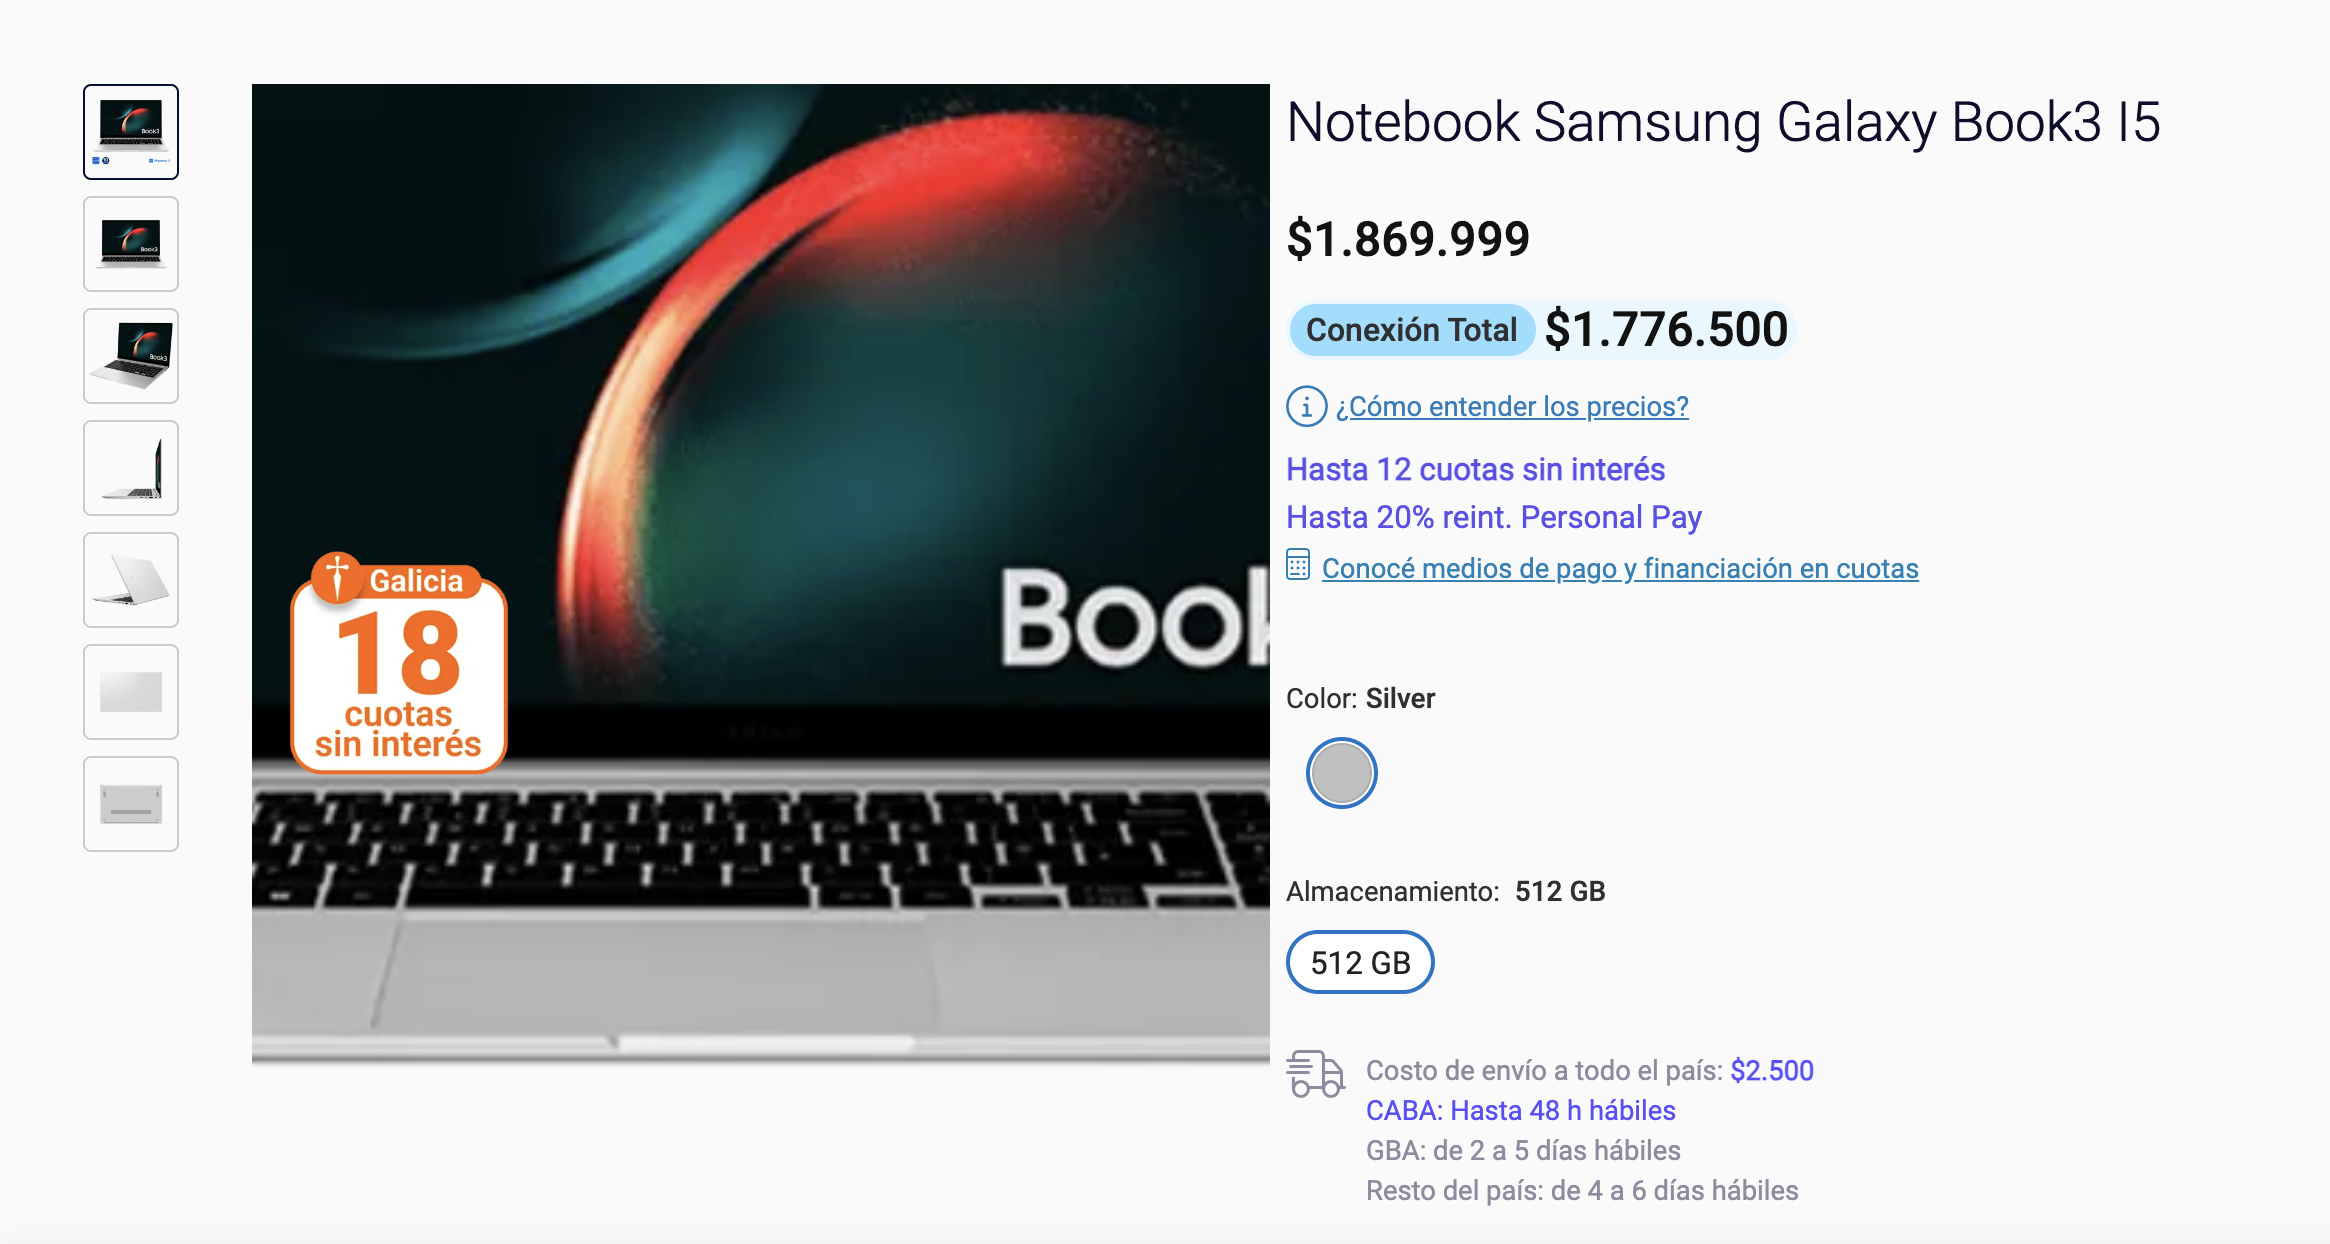 Book3
Book3
Book3
Galicia
18
cuotas
sin interés
Book
Notebook Samsung Galaxy Book3 I5
$1.869.999
Conexión Total $1.776.500
¿Cómo entender los precios?
Hasta 12 cuotas sin interés
Hasta 20% reint. Personal Pay
Conocé medios de pago y financiación en cuotas
Color: Silver
Almacenamiento: 512 GB
512 GB
Costo de envío a todo el país: $2.500
CABA: Hasta 48 h hábiles
GBA: de 2 a 5 días hábiles
Resto del país: de 4 a 6 días hábiles